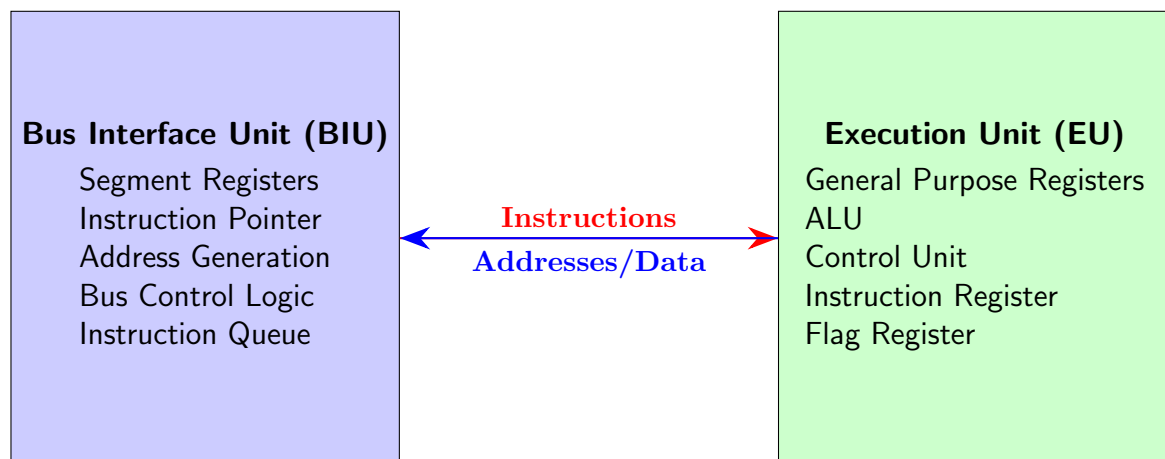 Bus Interface Unit (BIU)
Segment Registers
Instruction Pointer
Address Generation
Bus Control Logic
Instruction Queue
Instructions
Addresses/Data
Execution Unit (EU)
General Purpose Registers
ALU
Control Unit
Instruction Register
Flag Register